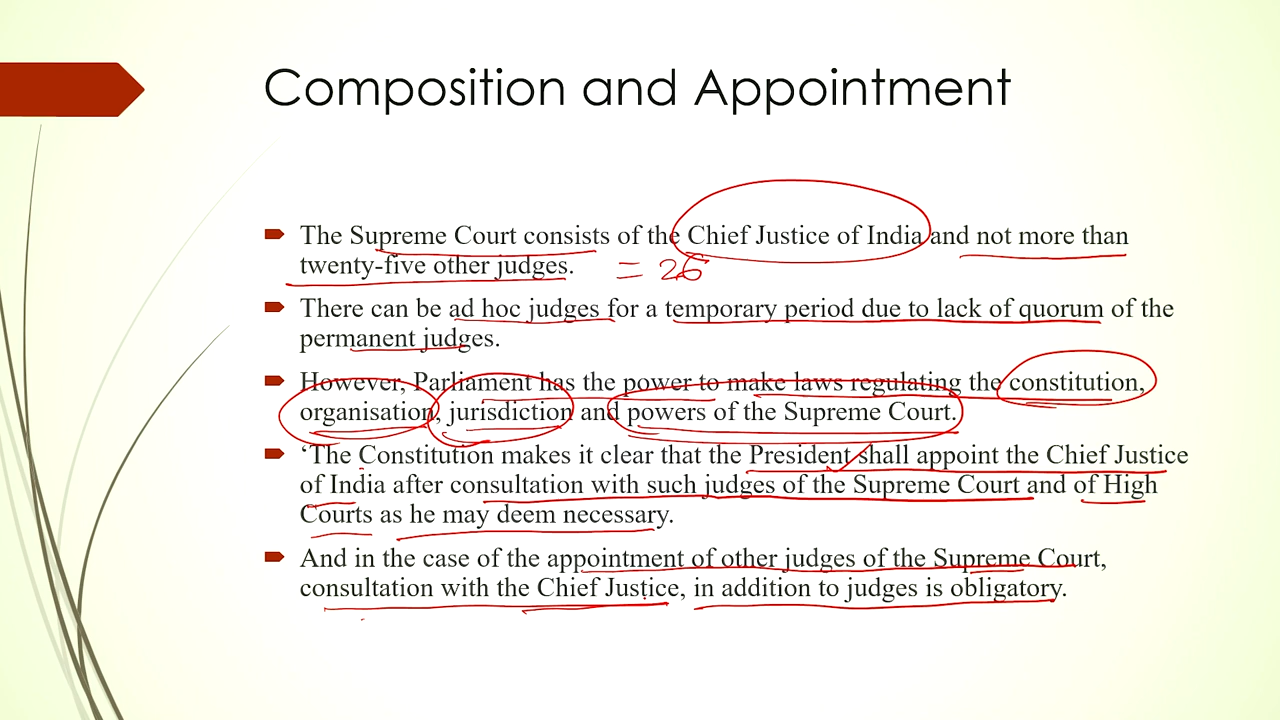 Composition and Appointment
The Supreme Court consists of the Chief Justice of India and not more than
twenty-five other judges. = 26
There can be ad hoc judges for a temporary period due to lack of quorum of the
permanent judges.
However, Parliament has the power to make laws regulating the constitution,
organisation, jurisdiction and powers of the Supreme Court.
‘The Constitution makes it clear that the President shall appoint the Chief Justice
of India after consultation with such judges of the Supreme Court and of High
Courts as he may deem necessary.
And in the case of the appointment of other judges of the Supreme Court,
consultation with the Chief Justice, in addition to judges is obligatory.